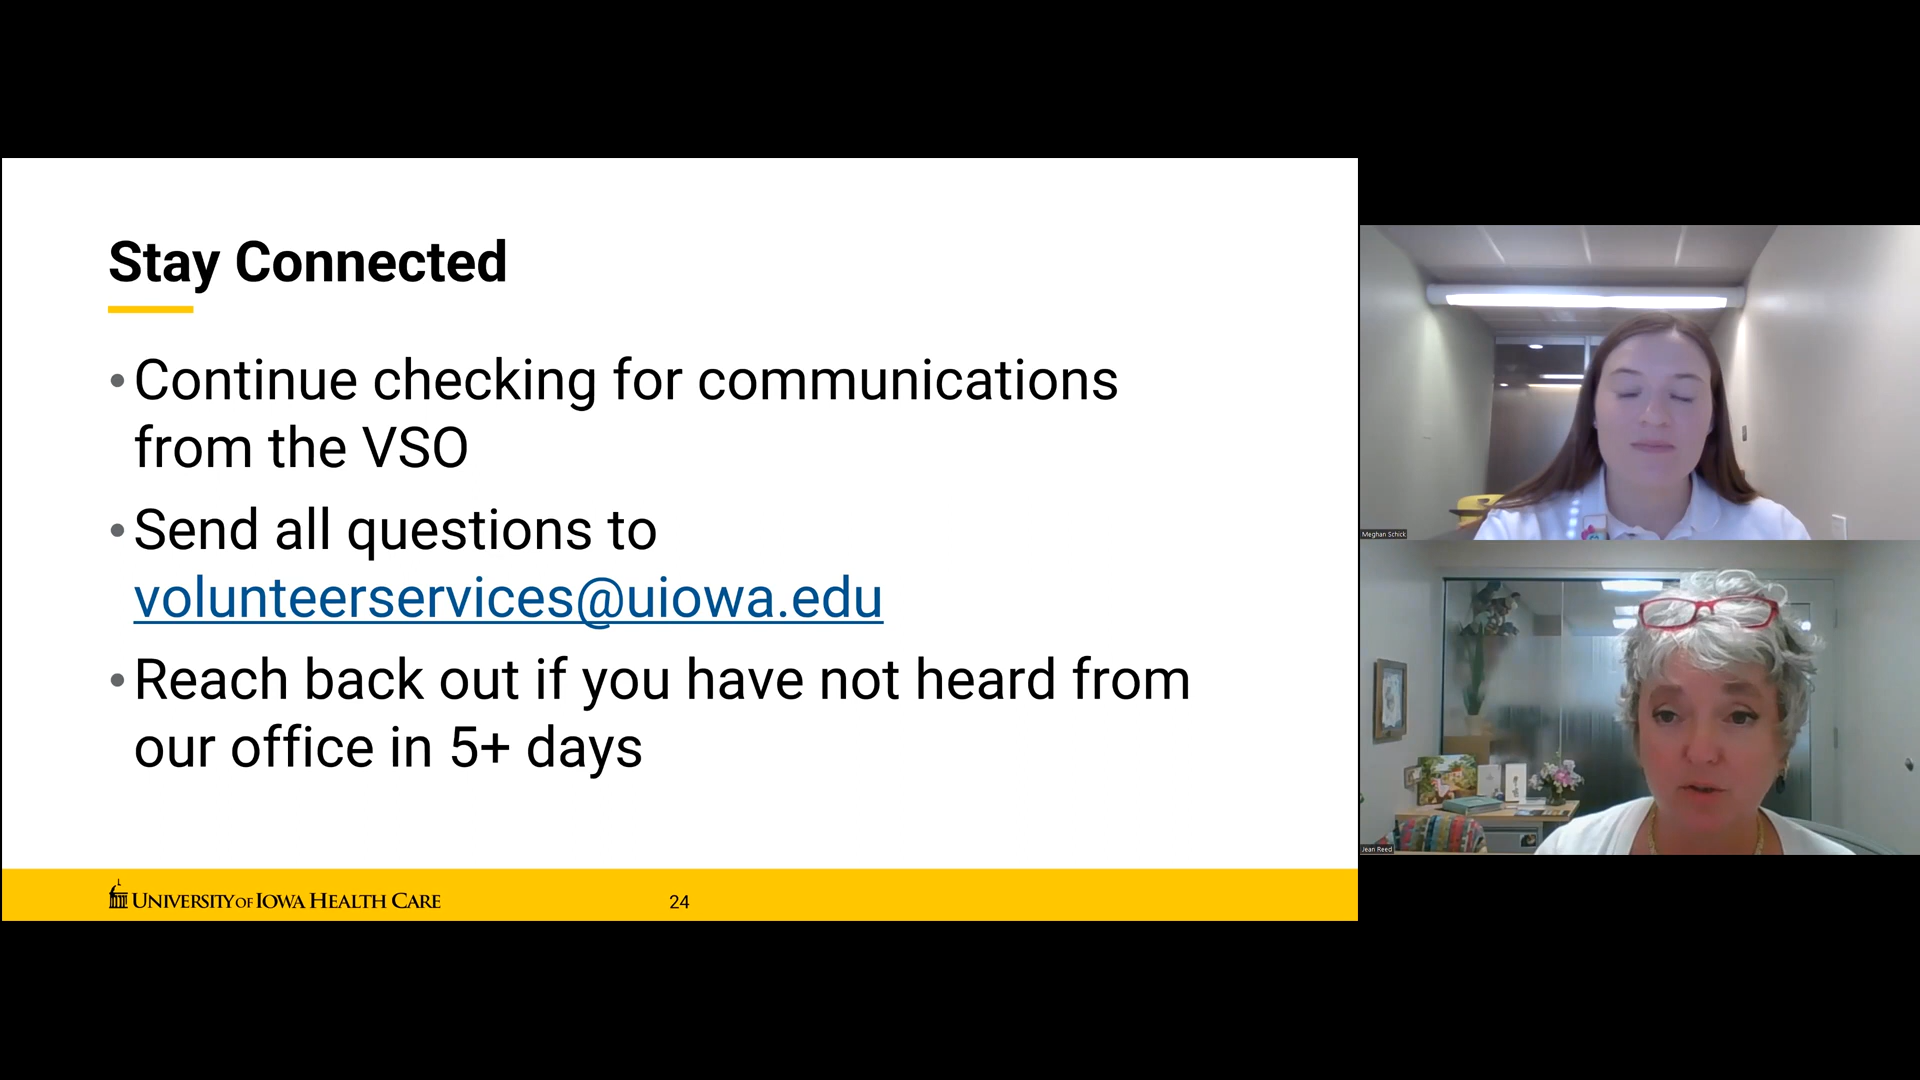 Stay Connected
•Continue checking for communications
from the VSO
•Send all questions to
volunteerservices@uiowa.edu
•Reach back out if you have not heard from
our office in 5+ days
UNIVERSITY OF IOWA HEALTH CARE
24
Meghan Schick
Jean Reed